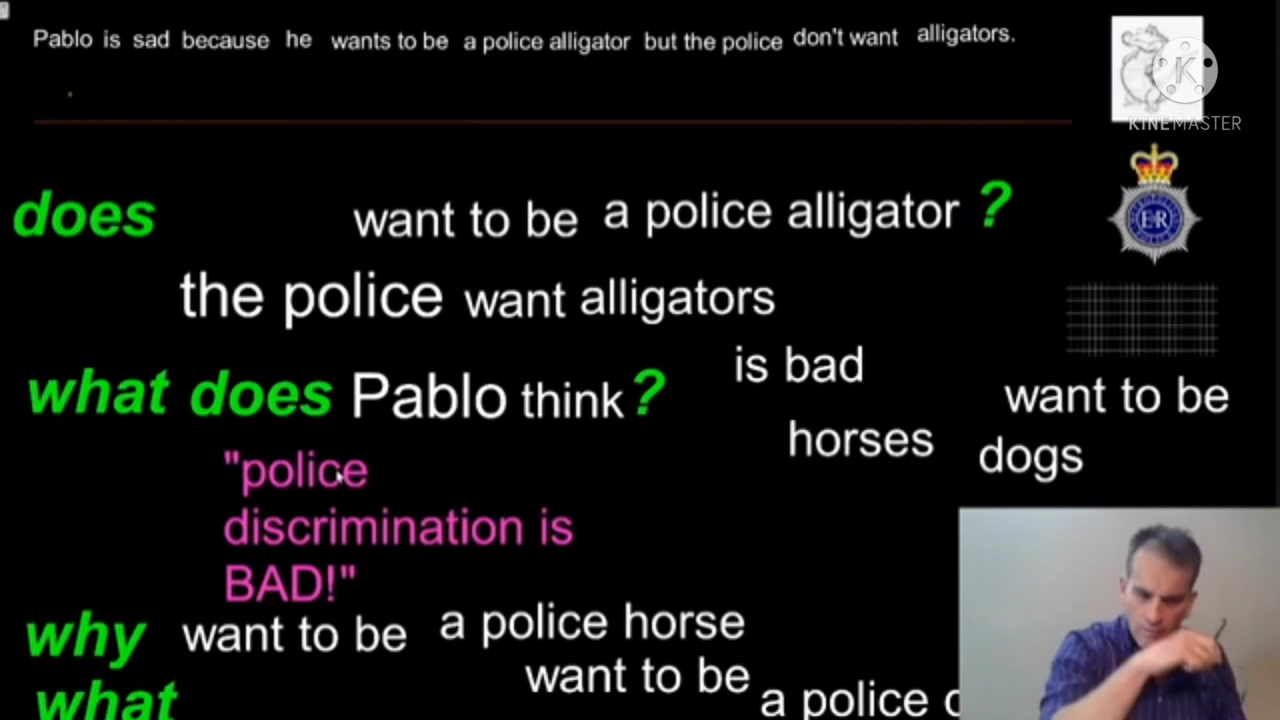 Pablo is sad because he wants to be a police alligator but the police don't want alligators.
K
KINEMASTER
does want to be a police alligator ?
EIIR
the police want alligators
is bad
what does Pablo think ?
want to be
horses
dogs
"police
discrimination is
BAD!"
why want to be a police horse
want to be
what
a police